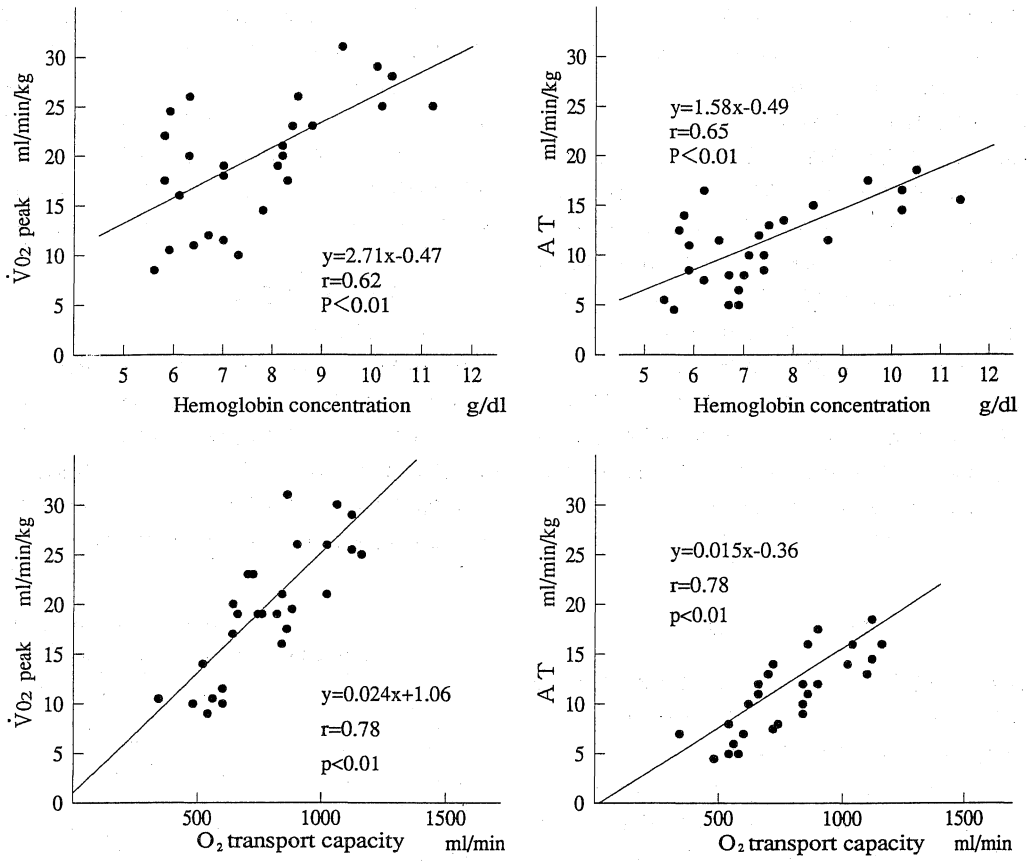 30
25
20
15
10
5
0
V̇O₂ peak ml/min/kg
y=2.71x-0.47
r=0.62
P<0.01
5 6 7 8 9 10 11 12
Hemoglobin concentration g/dl
30
25
20
15
10
5
0
A T ml/min/kg
y=1.58x-0.49
r=0.65
P<0.01
5 6 7 8 9 10 11 12
Hemoglobin concentration g/dl
30
25
20
15
10
5
0
V̇O₂ peak ml/min/kg
y=0.024x+1.06
r=0.78
p<0.01
500 1000 1500
O₂ transport capacity ml/min
30
25
20
15
10
5
0
A T ml/min/kg
y=0.015x-0.36
r=0.78
p<0.01
500 1000 1500
O₂ transport capacity ml/min